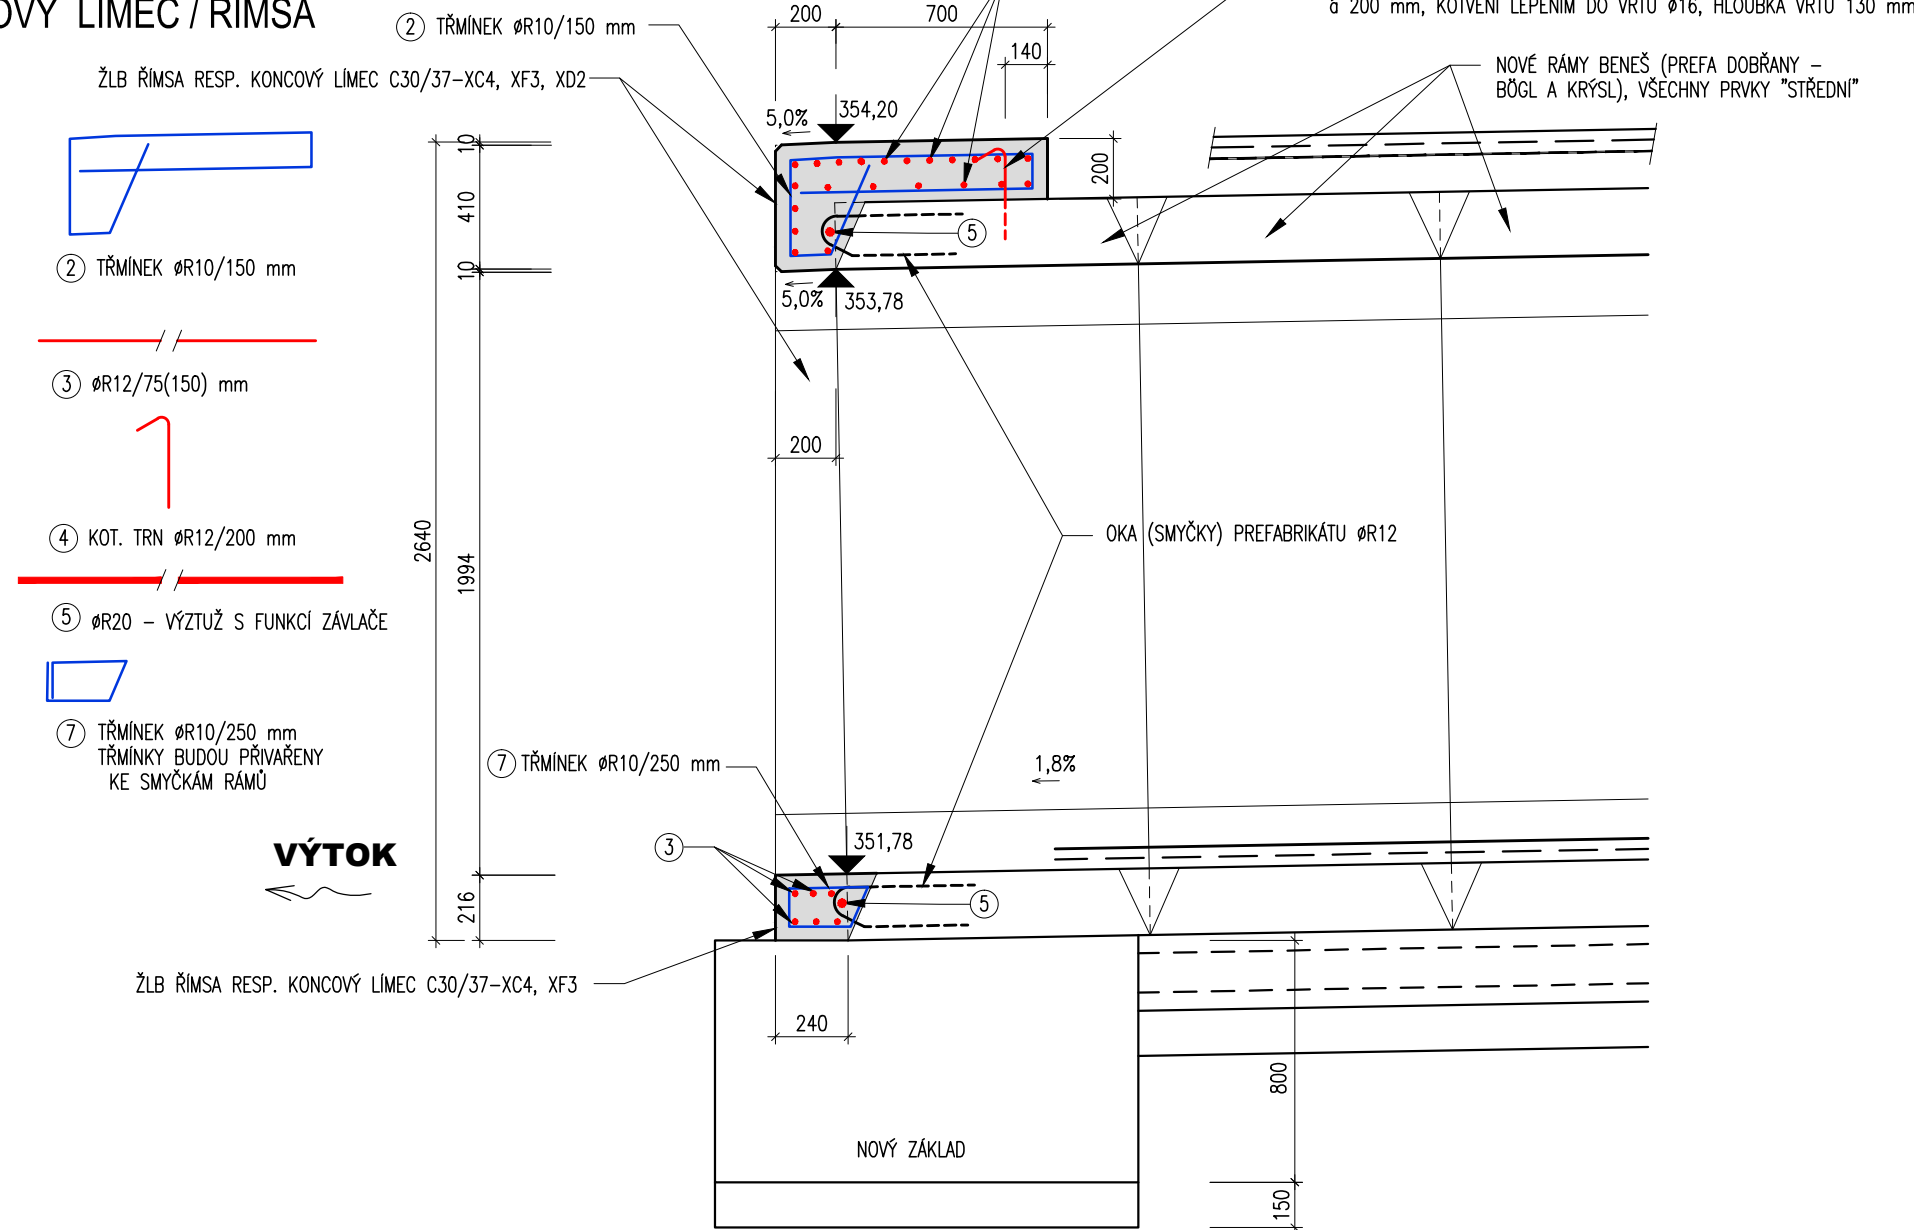 OVÝ LÍMEC / ŘÍMSA
2 TŘMÍNEK øR10/150 mm
ŽLB ŘÍMSA RESP. KONCOVÝ LÍMEC C30/37-XC4, XF3, XD2
200
700
140
á 200 mm, KOTVENÍ LEPENÍM DO VRTU ø16, HLOUBKA VRTU 130 mm
NOVÉ RÁMY BENEŠ (PREFA DOBŘANY –
BÖGL A KRÝSL), VŠECHNY PRVKY "STŘEDNÍ"
5,0%
354,20
200
10
410
10
5
5,0%
353,78
2 TŘMÍNEK øR10/150 mm
3 øR12/75(150) mm
200
4 KOT. TRN øR12/200 mm
2640
1994
OKA (SMYČKY) PREFABRIKÁTU øR12
5 øR20 – VÝZTUŽ S FUNKCÍ ZÁVLAČE
7 TŘMÍNEK øR10/250 mm
TŘMÍNKY BUDOU PŘIVAŘENY
KE SMYČKÁM RÁMŮ
7 TŘMÍNEK øR10/250 mm
1,8%
VÝTOK
3
351,78
216
5
ŽLB ŘÍMSA RESP. KONCOVÝ LÍMEC C30/37-XC4, XF3
240
800
NOVÝ ZÁKLAD
150